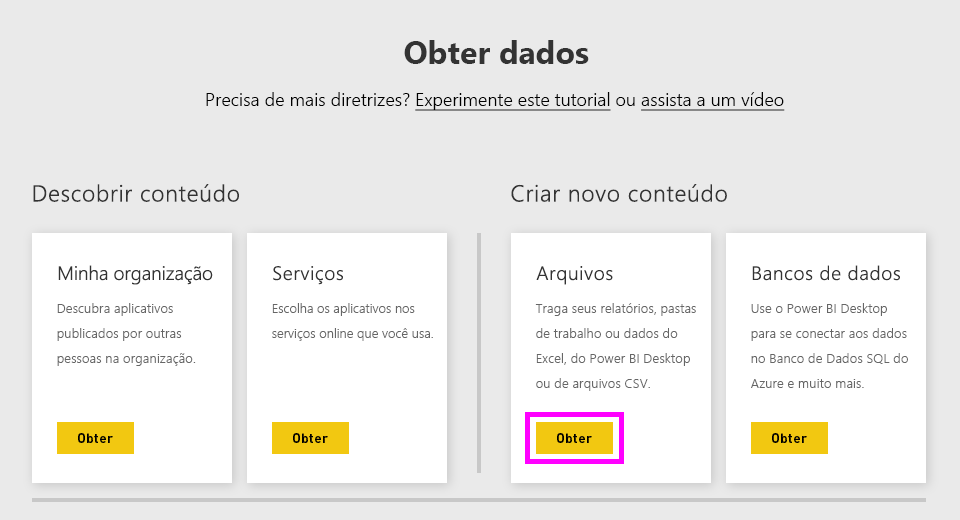 Obter dados
Precisa de mais diretrizes? Experimente este tutorial ou assista a um vídeo
Descobrir conteúdo
Minha organização
Descubra aplicativos
publicados por outras
pessoas na organização.
Obter
Serviços
Escolha os aplicativos nos
serviços online que você usa.
Obter
Criar novo conteúdo
Arquivos
Traga seus relatórios, pastas
de trabalho ou dados do
Excel, do Power BI Desktop
ou de arquivos CSV.
Obter
Bancos de dados
Use o Power BI Desktop
para se conectar aos dados
no Banco de Dados SQL do
Azure e muito mais.
Obter